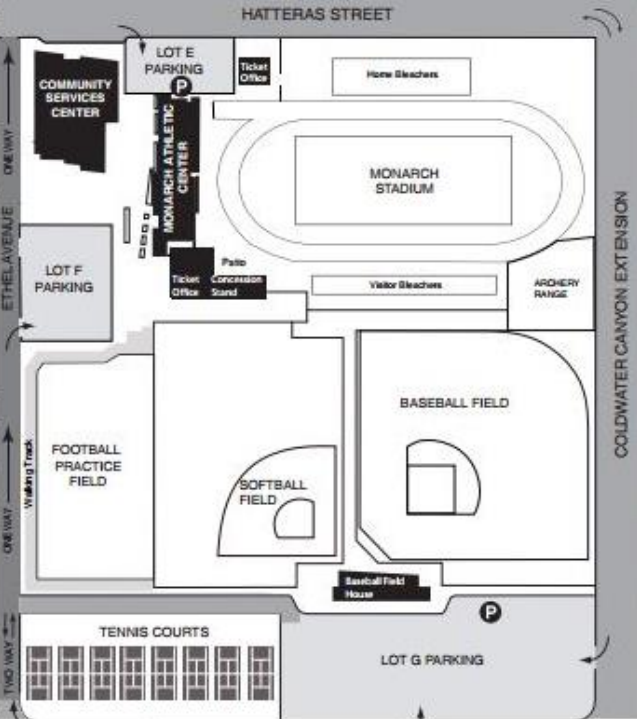 HATTERAS STREET
LOT E
PARKING
P
Ticket
Office
Home Bleachers
COMMUNITY
SERVICES
CENTER
ONE WAY
MONARCH ATHLETIC
CENTER
MONARCH
STADIUM
ETHEL AVENUE
COLDWATER CANYON EXTENSION
LOT F
PARKING
Patio
Ticket
Office
Concession
Stand
Visitor Bleachers
ARCHERY
RANGE
BASEBALL FIELD
FOOTBALL
PRACTICE
FIELD
Walking Track
SOFTBALL
FIELD
ONE WAY
Baseball Field
House
P
TENNIS COURTS
TWO WAY
LOT G PARKING